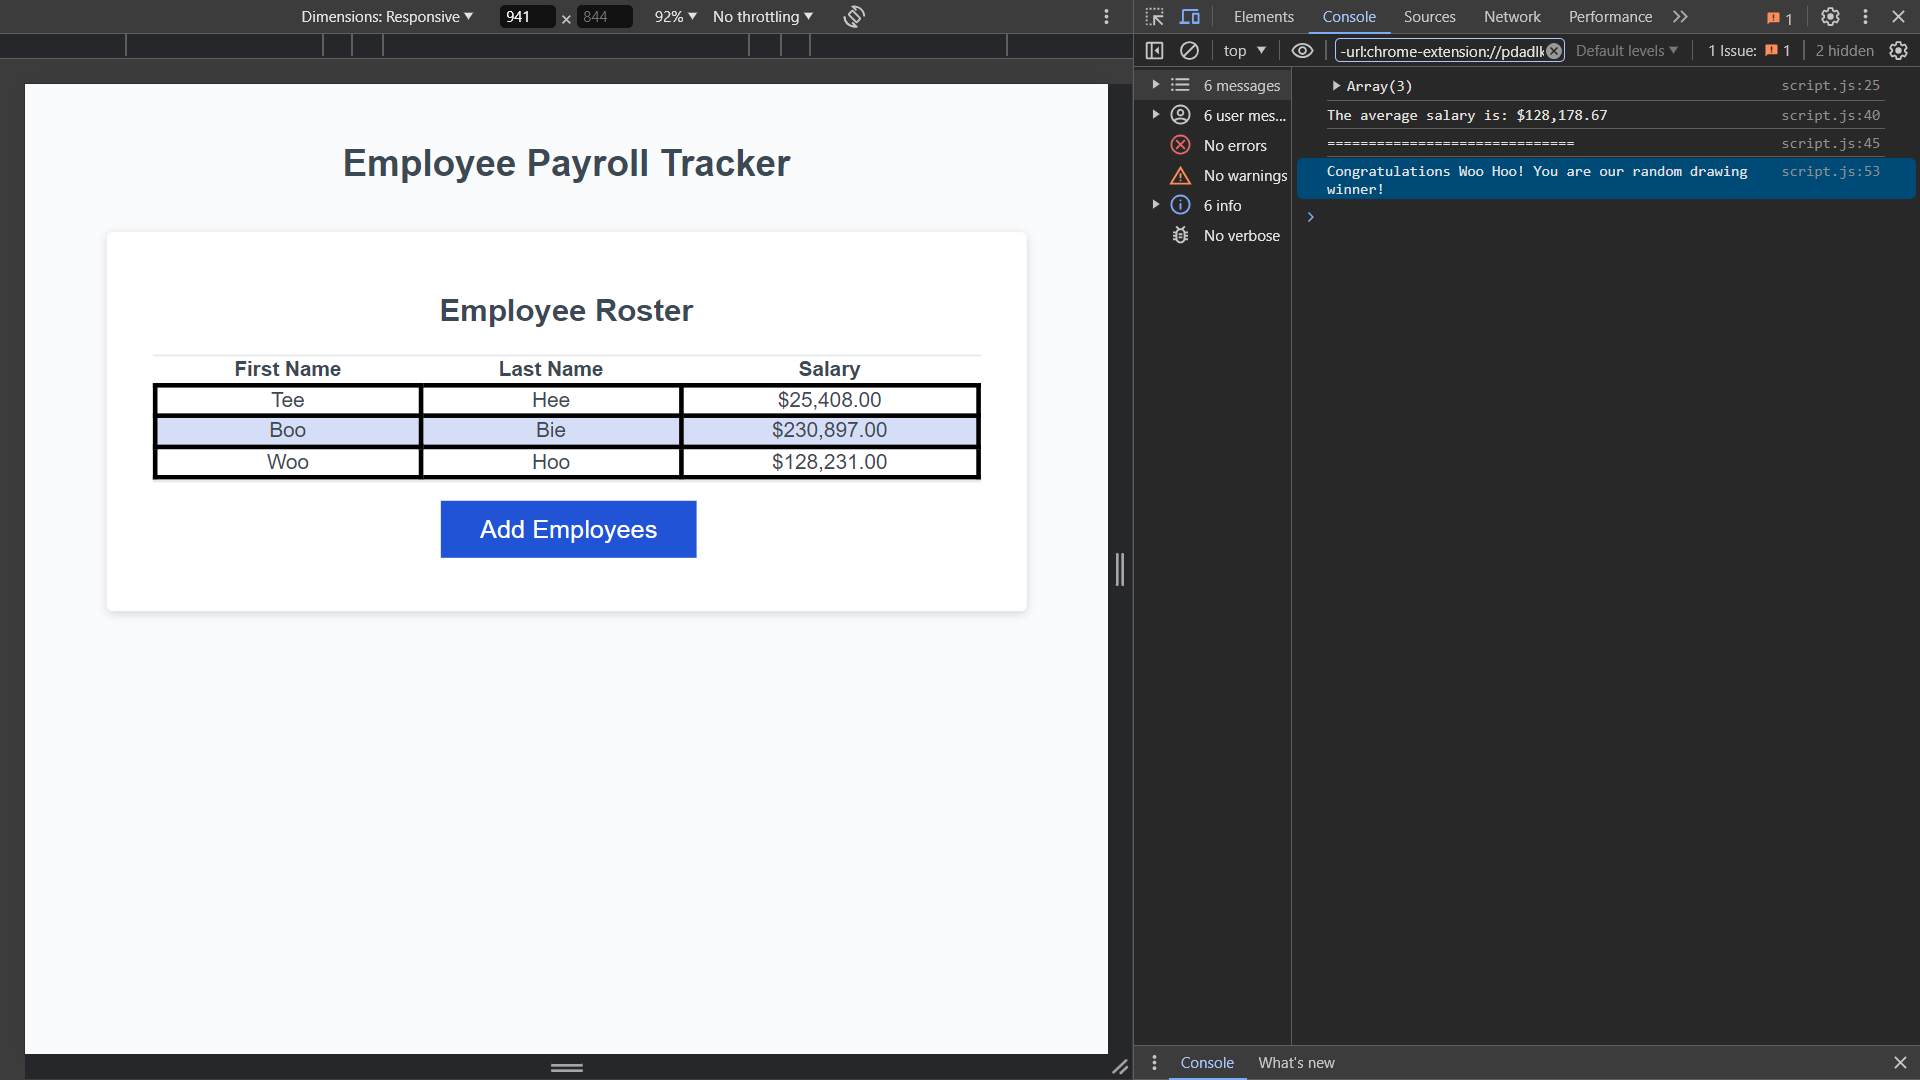 Dimensions: Responsive 941 × 844 92% No throttling
Elements Console Sources Network Performance 1
top -url:chrome-extension://pdadlk Default levels 1 Issue: 1 2 hidden
Employee Payroll Tracker
Employee Roster
First Name Last Name Salary
Tee Hee $25,408.00
Boo Bie $230,897.00
Woo Hoo $128,231.00
Add Employees
6 messages
6 user mes...
No errors
No warnings
6 info
No verbose
Array(3) script.js:25
The average salary is: $128,178.67 script.js:40
============================== script.js:45
Congratulations Woo Hoo! You are our random drawing script.js:53
winner!
Console What's new